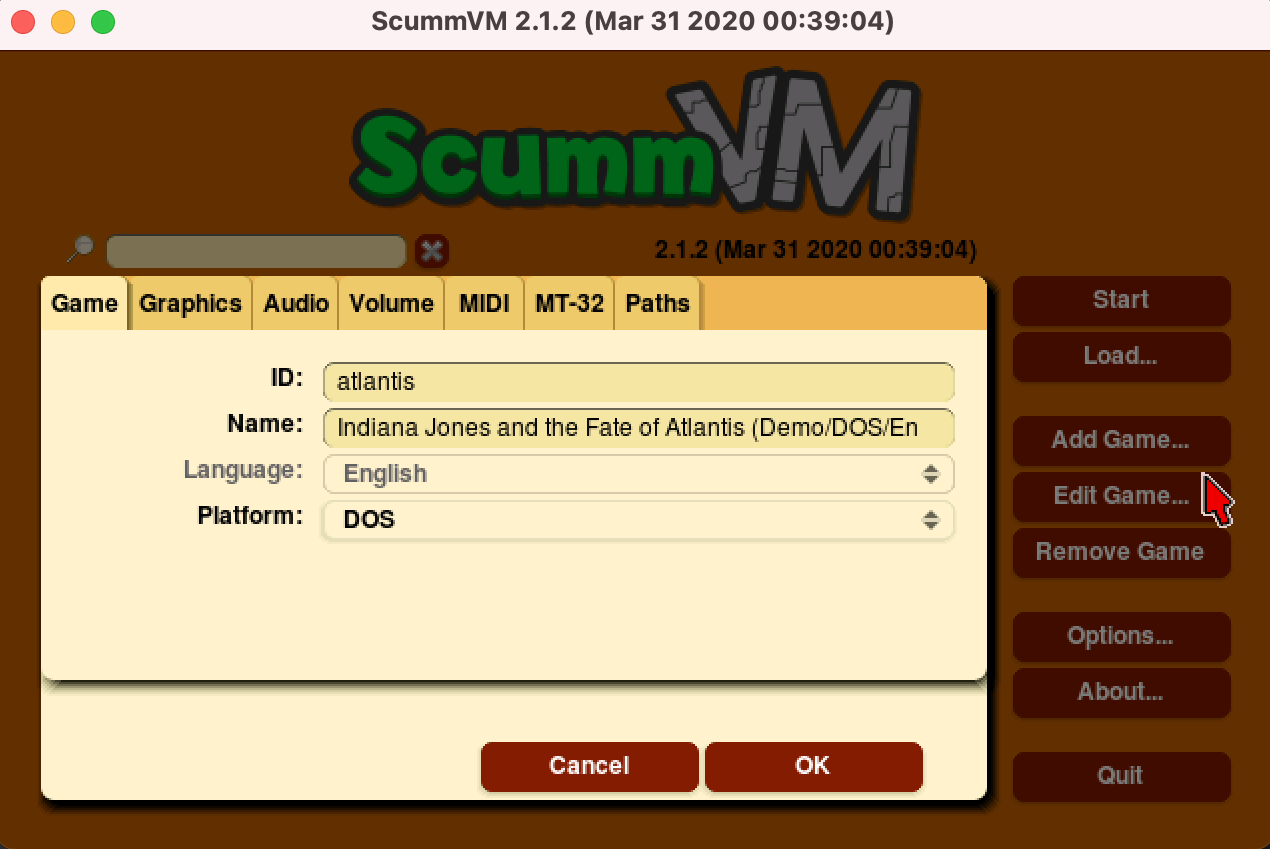 ScummVM 2.1.2 (Mar 31 2020 00:39:04)
ScummVM
2.1.2 (Mar 31 2020 00:39:04)
Game Graphics Audio Volume MIDI MT-32 Paths
ID: atlantis
Name: Indiana Jones and the Fate of Atlantis (Demo/DOS/En
Language: English
Platform: DOS
Cancel OK
Start
Load...
Add Game...
Edit Game...
Remove Game
Options...
About...
Quit